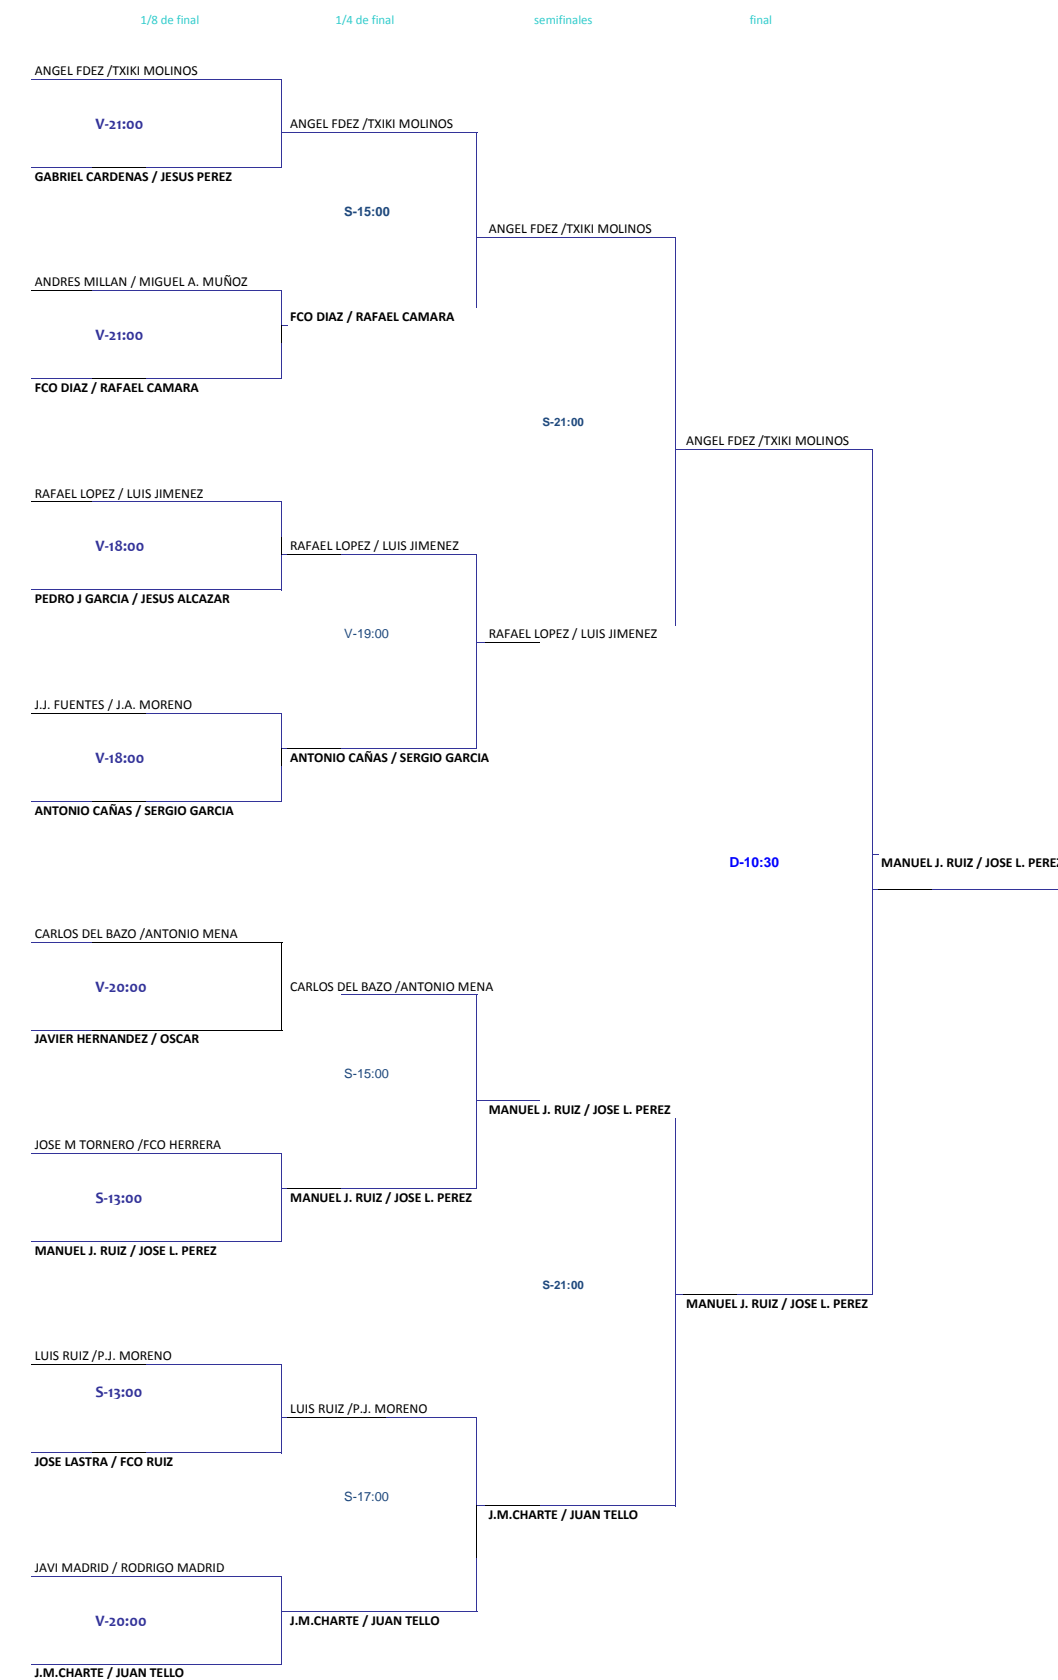 1/8 de final 1/4 de final semifinales final
ANGEL FDEZ /TXIKI MOLINOS
V-21:00 ANGEL FDEZ /TXIKI MOLINOS
GABRIEL CARDENAS / JESUS PEREZ
S-15:00
ANGEL FDEZ /TXIKI MOLINOS
ANDRES MILLAN / MIGUEL A. MUÑOZ
FCO DIAZ / RAFAEL CAMARA
V-21:00
FCO DIAZ / RAFAEL CAMARA
S-21:00
ANGEL FDEZ /TXIKI MOLINOS
RAFAEL LOPEZ / LUIS JIMENEZ
V-18:00 RAFAEL LOPEZ / LUIS JIMENEZ
PEDRO J GARCIA / JESUS ALCAZAR
V-19:00 RAFAEL LOPEZ / LUIS JIMENEZ
J.J. FUENTES / J.A. MORENO
V-18:00 ANTONIO CAÑAS / SERGIO GARCIA
ANTONIO CAÑAS / SERGIO GARCIA
D-10:30 MANUEL J. RUIZ / JOSE L. PEREZ
CARLOS DEL BAZO /ANTONIO MENA
V-20:00 CARLOS DEL BAZO /ANTONIO MENA
JAVIER HERNANDEZ / OSCAR
S-15:00
MANUEL J. RUIZ / JOSE L. PEREZ
JOSE M TORNERO /FCO HERRERA
S-13:00 MANUEL J. RUIZ / JOSE L. PEREZ
MANUEL J. RUIZ / JOSE L. PEREZ
S-21:00
MANUEL J. RUIZ / JOSE L. PEREZ
LUIS RUIZ /P.J. MORENO
S-13:00
LUIS RUIZ /P.J. MORENO
JOSE LASTRA / FCO RUIZ
S-17:00
J.M.CHARTE / JUAN TELLO
JAVI MADRID / RODRIGO MADRID
V-20:00 J.M.CHARTE / JUAN TELLO
J.M.CHARTE / JUAN TELLO